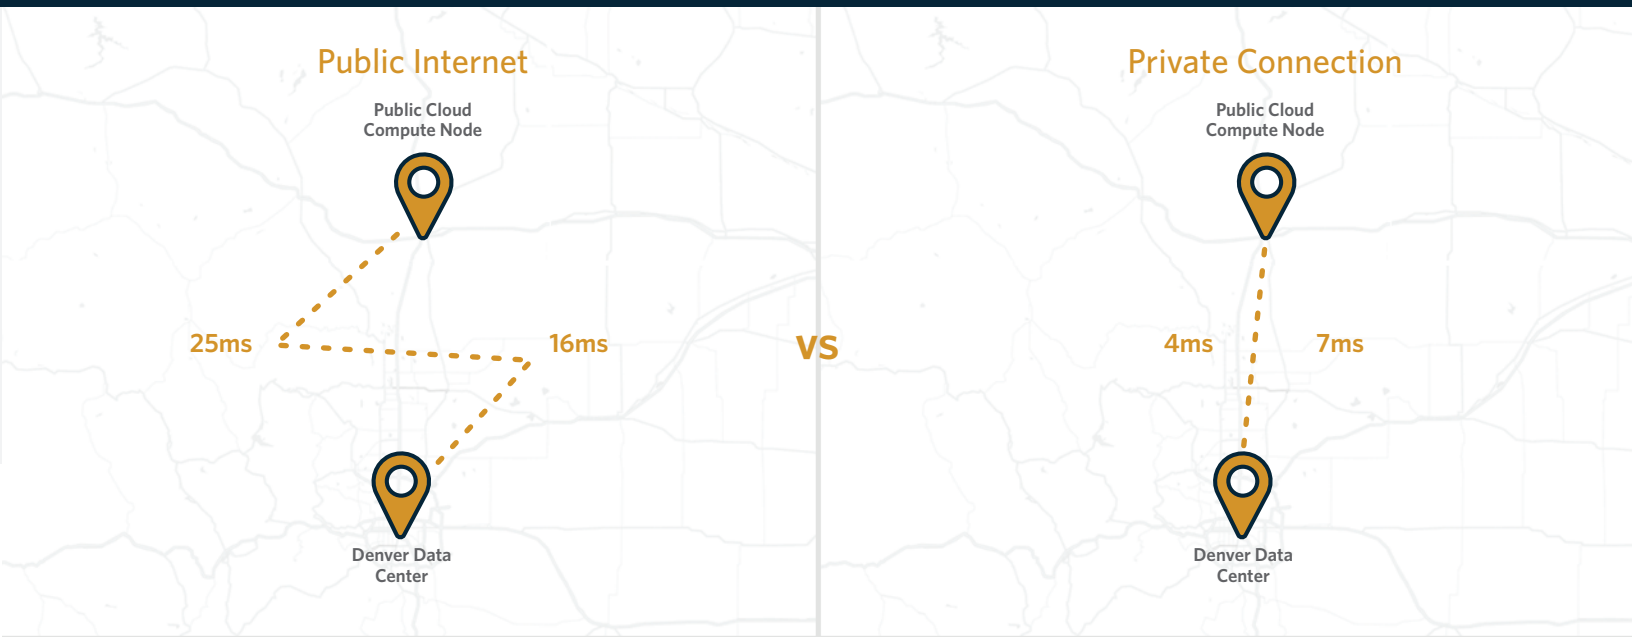 Public Internet
Public Cloud
Compute Node
25ms
16ms
Denver Data
Center
VS
Private Connection
Public Cloud
Compute Node
4ms
7ms
Denver Data
Center